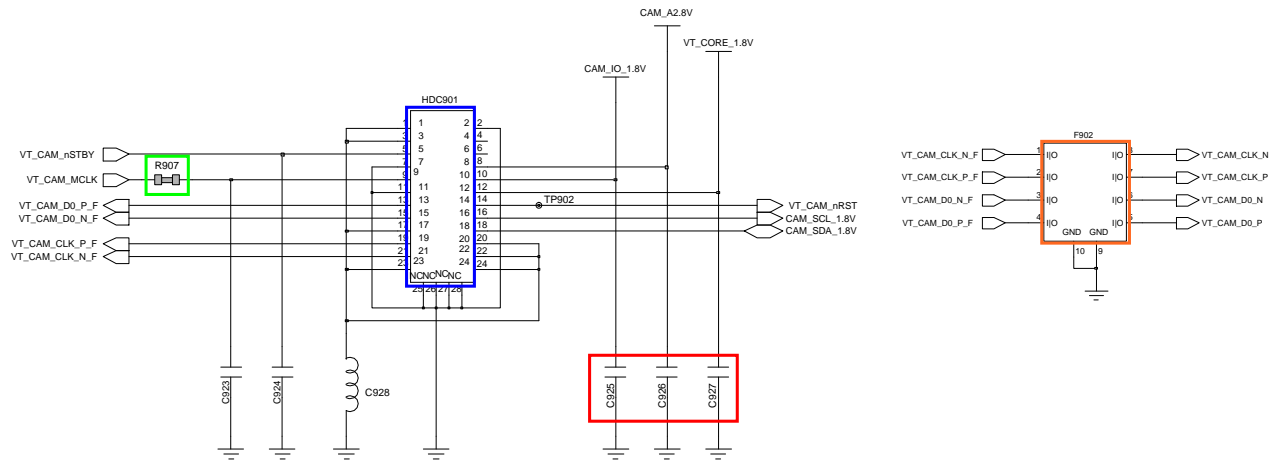 CAM_A2.8V
VT_CORE_1.8V
CAM_IO_1.8V
HDC901
F902
1 1 2 2
3 3 4 4
VT_CAM_nSTBY 5 5 6 6
R907
7 7 8 8
VT_CAM_MCLK 9 9 10 10
11 11 12 12
VT_CAM_D0_P_F 13 13 14 14 TP902 VT_CAM_nRST
VT_CAM_D0_N_F 15 15 16 16 CAM_SCL_1.8V
17 17 18 18 CAM_SDA_1.8V
VT_CAM_CLK_P_F 19 19 20 20
VT_CAM_CLK_N_F 21 21 22 22
23 23 24 24
NC NC NC NC
25 26 27 28
VT_CAM_CLK_N_F 1 I|O I|O VT_CAM_CLK_N
VT_CAM_CLK_P_F 2 I|O I|O VT_CAM_CLK_P
VT_CAM_D0_N_F 3 I|O I|O VT_CAM_D0_N
VT_CAM_D0_P_F 4 I|O I|O VT_CAM_D0_P
GND GND
10 9
C923
C924
C928
C925
C926
C927